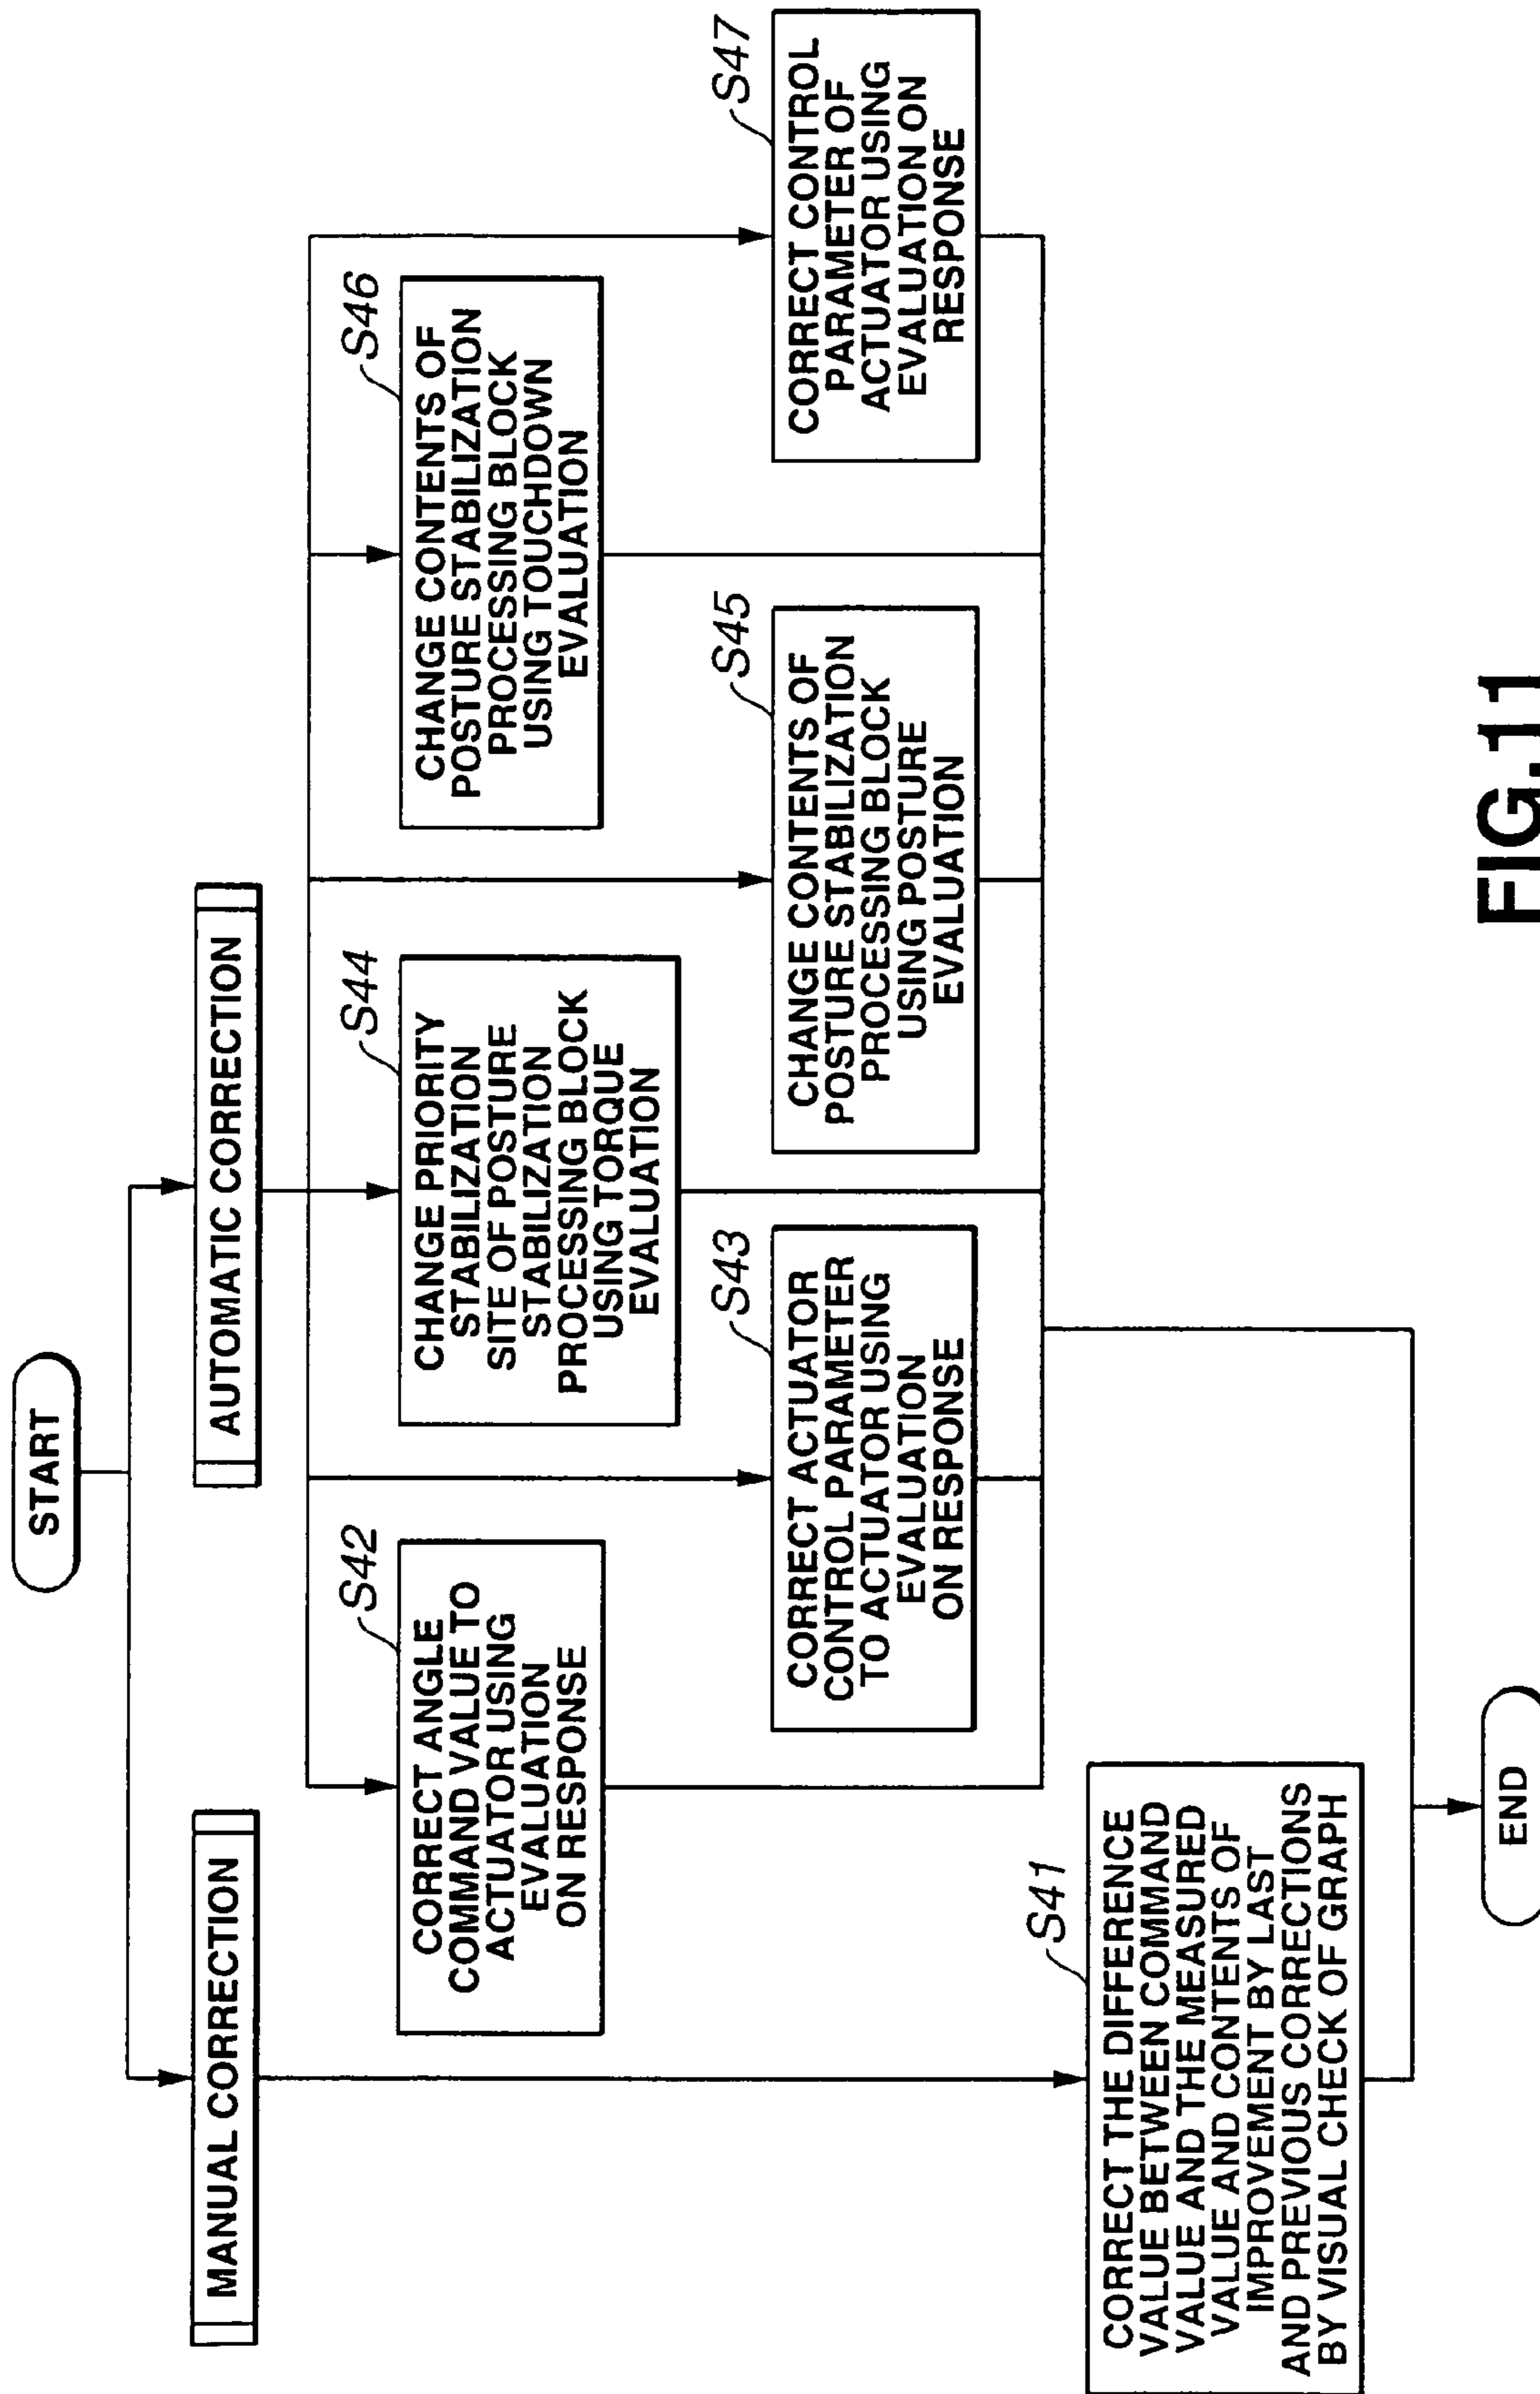 START
MANUAL CORRECTION
AUTOMATIC CORRECTION
S42
CORRECT ANGLE
COMMAND VALUE TO
ACTUATOR USING
EVALUATION
ON RESPONSE
S44
CHANGE PRIORITY
STABILIZATION
SITE OF POSTURE
STABILIZATION
PROCESSING BLOCK
USING TORQUE
EVALUATION
S46
CHANGE CONTENTS OF
POSTURE STABILIZATION
PROCESSING BLOCK
USING TOUCHDOWN
EVALUATION
S43
CORRECT ACTUATOR
CONTROL PARAMETER
TO ACTUATOR USING
EVALUATION
ON RESPONSE
S45
CHANGE CONTENTS OF
POSTURE STABILIZATION
PROCESSING BLOCK
USING POSTURE
EVALUATION
S47
CORRECT CONTROL
PARAMETER OF
ACTUATOR USING
EVALUATION ON
RESPONSE
S41
CORRECT THE DIFFERENCE
VALUE BETWEEN COMMAND
VALUE AND THE MEASURED
VALUE AND CONTENTS OF
IMPROVEMENT BY LAST
AND PREVIOUS CORRECTIONS
BY VISUAL CHECK OF GRAPH
END
FIG.11